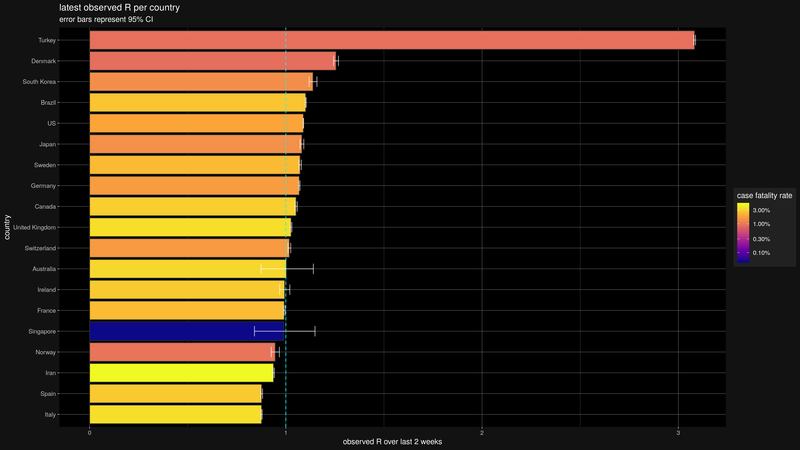 latest observed R per country
error bars represent 95% CI
Turkey
Denmark
South Korea
Brazil
US
Japan
Sweden
Germany
Canada
United Kingdom
Switzerland
Australia
Ireland
France
Singapore
Norway
Iran
Spain
Italy
country
0
1
2
3
observed R over last 2 weeks
case fatality rate
3.00%
1.00%
0.30%
0.10%